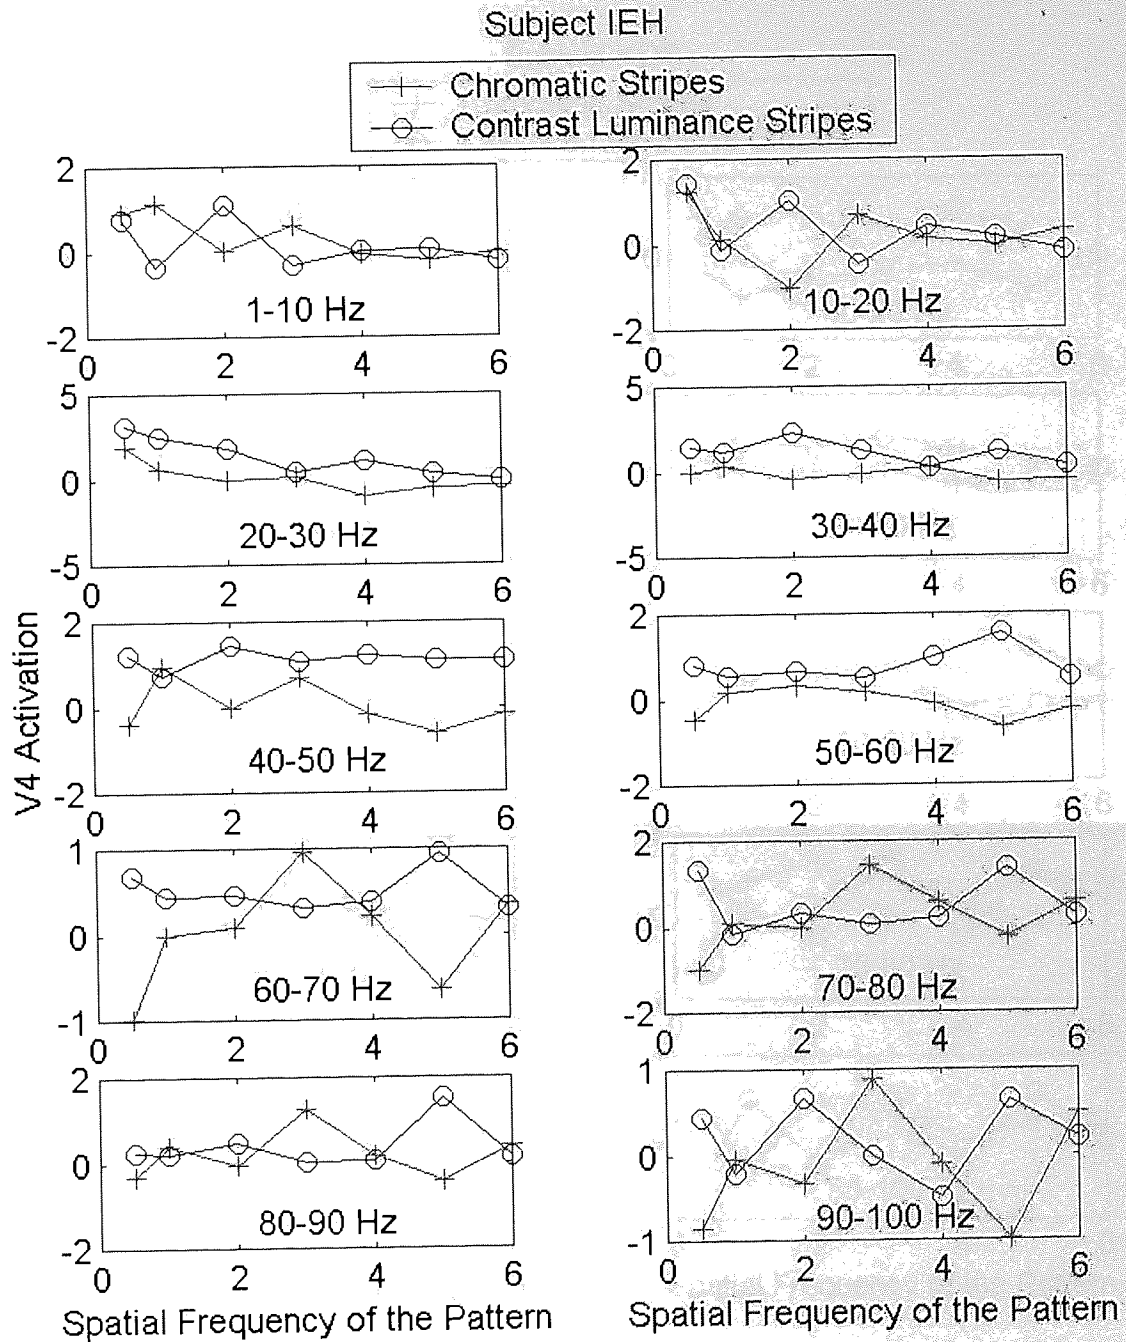 Subject IEH
Chromatic Stripes
Contrast Luminance Stripes
2
0
-2
0 2 4 6
1-10 Hz
2
0
-2
0 2 4 6
10-20 Hz
5
0
-5
0 2 4 6
20-30 Hz
5
0
-5
0 2 4 6
30-40 Hz
V4 Activation
2
0
-2
0 2 4 6
40-50 Hz
2
0
-2
0 2 4 6
50-60 Hz
1
0
-1
0 2 4 6
60-70 Hz
2
0
-2
0 2 4 6
70-80 Hz
2
0
-2
0 2 4 6
80-90 Hz
1
0
-1
0 2 4 6
90-100 Hz
Spatial Frequency of the Pattern
Spatial Frequency of the Pattern